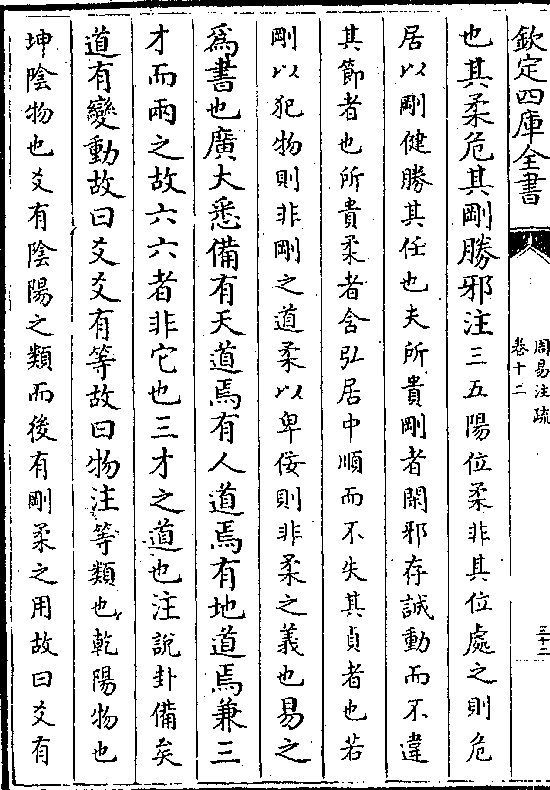 欽定四庫全書
周易注疏
卷十二
三十二
也其柔危其剛勝邪注三五陽位柔非其位處之則危
居以剛健勝其任也夫所貴剛者閑邪存誠動而不違
其節者也所貴柔者含弘居中順而不失其貞者也若
剛以犯物則非剛之道柔以卑佞則非柔之義也易之
為書也廣大悉備有天道焉有人道焉有地道焉兼三
才而兩之故六六者非它也三才之道也注說卦備矣
道有變動故曰爻爻有等故曰物注等類也乾陽物也
坤陰物也爻有陰陽之類而後有剛柔之用故曰爻有